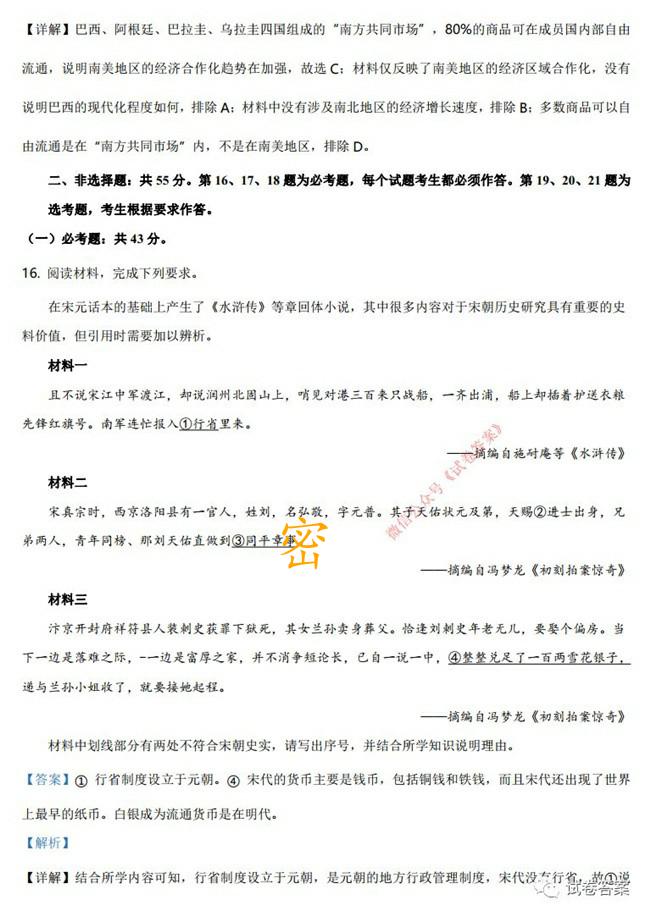 【详解】巴西、阿根廷、巴拉圭、乌拉圭四国组成的“南方共同市场”，80%的商品可在成员国内部自由
流通，说明南美地区的经济合作化趋势在加强，故选 C；材料仅反映了南美地区的经济区域合作化，没有
说明巴西的现代化程度如何，排除 A；材料中没有涉及南北地区的经济增长速度，排除 B；多数商品可以自
由流通是在“南方共同市场”内，不是在南美地区，排除 D。
二、非选择题：共 55 分。第 16、17、18 题为必考题，每个试题考生都必须作答。第 19、20、21 题为
选考题，考生根据要求作答。
（一）必考题：共 43 分。
16. 阅读材料，完成下列要求。
在宋元话本的基础上产生了《水浒传》等章回体小说，其中很多内容对于宋朝历史研究具有重要的史
料价值，但引用时需要加以辨析。
材料一
且不说宋江中军渡江，却说润州北固山上，哨见对港三百来只战船，一齐出浦，船上却插着护送衣粮
先锋红旗号。南军连忙报入①行省里来。
——摘编自施耐庵等《水浒传》
微信公众号《试卷答案》
材料二
宋真宗时，西京洛阳县有一官人，姓刘，名弘敬，字元普。其子天佑状元及第，天赐②进士出身，兄
弟两人，青年同榜、那刘天佑直做到③同平章事
密
——摘编自冯梦龙《初刻拍案惊奇》
材料三
汴京开封府祥符县人装刺史获罪下狱死，其女兰孙卖身葬父。恰逢刘刺史年老无儿，要娶个偏房。当
下一边是落难之际，-一边是富厚之家，并不消争短论长，已自一说一中，④整整兑足了一百两雪花银子，
递与兰孙小姐收了，就要接她起程。
——摘编自冯梦龙《初刻拍案惊奇》
材料中划线部分有两处不符合宋朝史实，请写出序号，并结合所学知识说明理由。
【答案】① 行省制度设立于元朝。④ 宋代的货币主要是钱币，包括铜钱和铁钱，而且宋代还出现了世界
上最早的纸币。白银成为流通货币是在明代。
【解析】
【详解】结合所学内容可知，行省制度设立于元朝，是元朝的地方行政管理制度，宋代没有行省，故①说
试卷答案